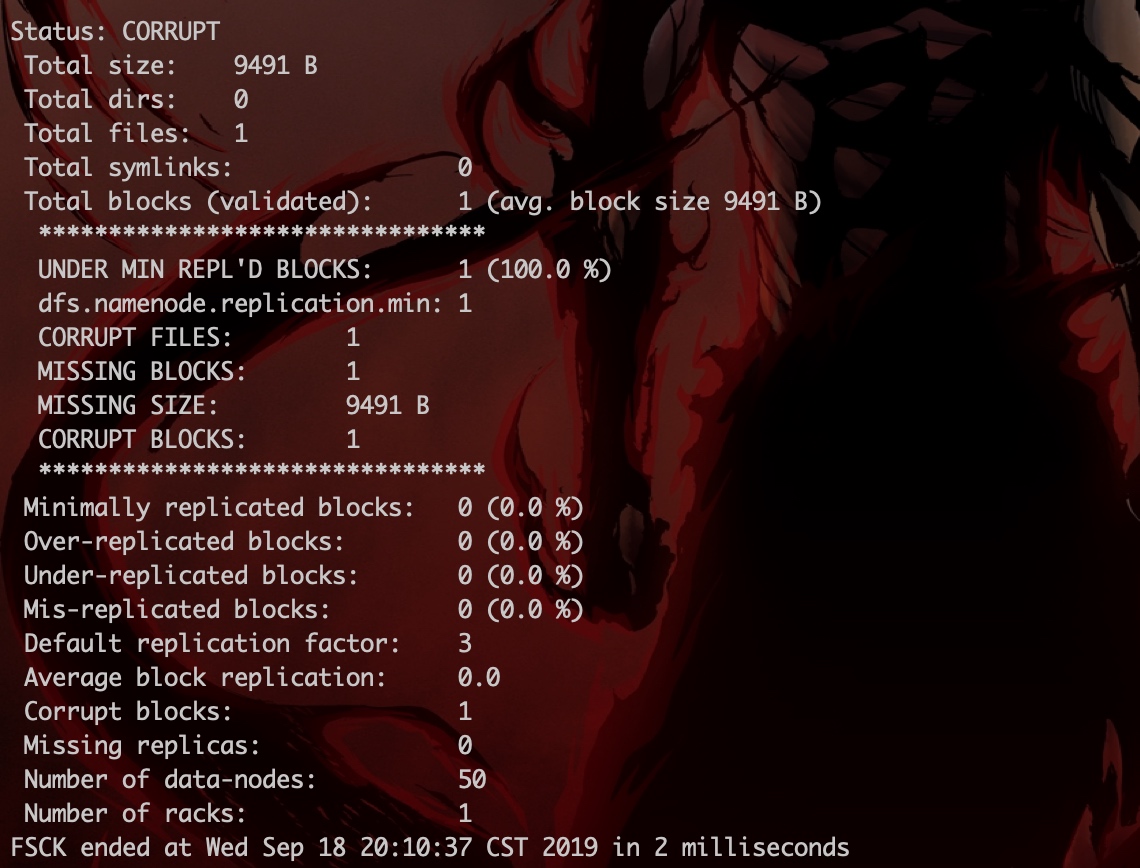 Status: CORRUPT
Total size: 9491 B
Total dirs: 0
Total files: 1
Total symlinks: 0
Total blocks (validated): 1 (avg. block size 9491 B)
********************************
UNDER MIN REPL'D BLOCKS: 1 (100.0 %)
dfs.namenode.replication.min: 1
CORRUPT FILES: 1
MISSING BLOCKS: 1
MISSING SIZE: 9491 B
CORRUPT BLOCKS: 1
********************************
Minimally replicated blocks: 0 (0.0 %)
Over-replicated blocks: 0 (0.0 %)
Under-replicated blocks: 0 (0.0 %)
Mis-replicated blocks: 0 (0.0 %)
Default replication factor: 3
Average block replication: 0.0
Corrupt blocks: 1
Missing replicas: 0
Number of data-nodes: 50
Number of racks: 1
FSCK ended at Wed Sep 18 20:10:37 CST 2019 in 2 milliseconds